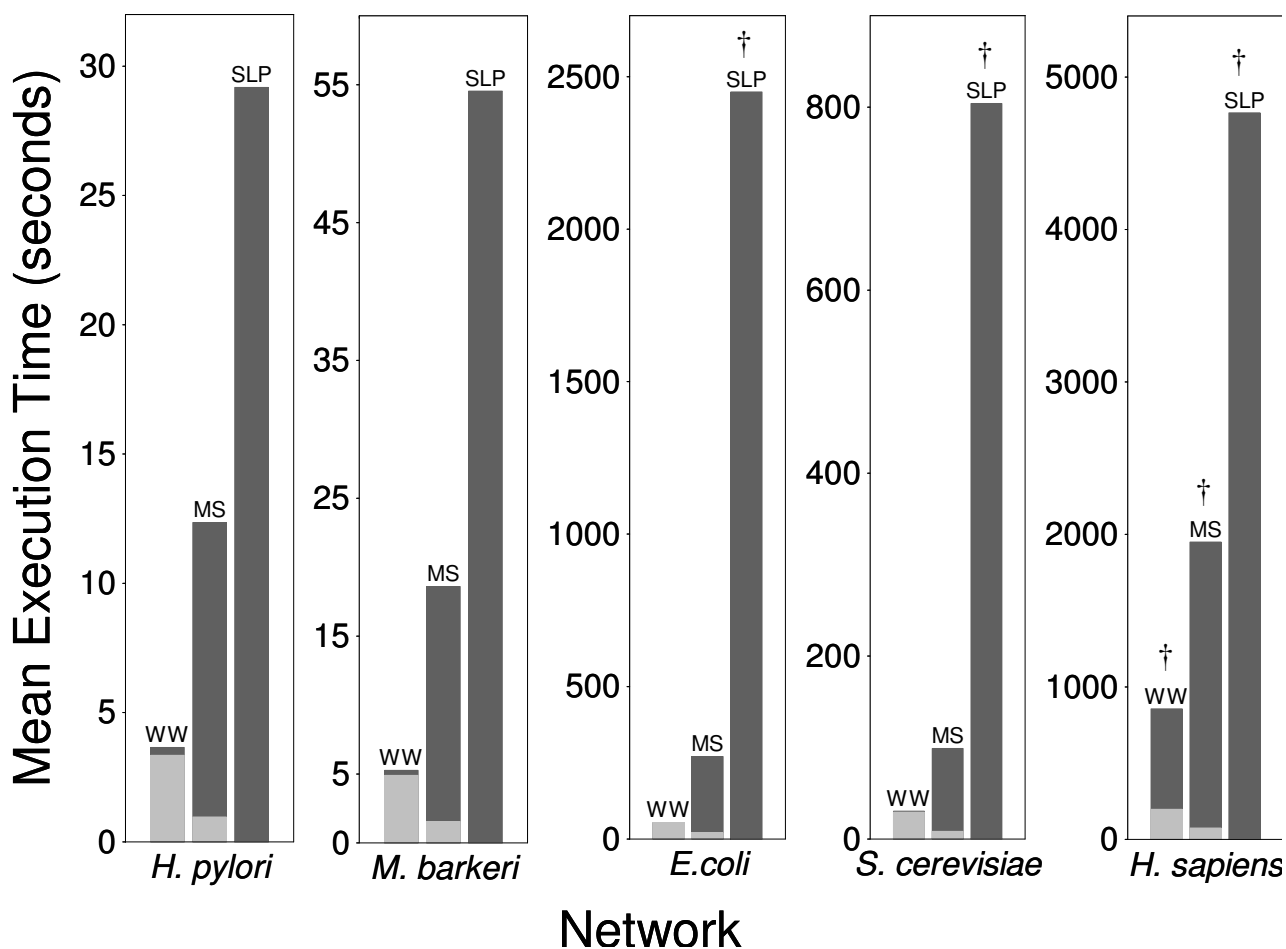 Mean Execution Time (seconds)
30
25
20
15
10
5
0
WW
MS
SLP
H. pylori
55
45
35
25
15
5
0
WW
MS
SLP
M. barkeri
2500
2000
1500
1000
500
0
WW
MS
†
SLP
E.coli
800
600
400
200
0
WW
MS
†
SLP
S. cerevisiae
5000
4000
3000
2000
1000
0
†
WW
†
MS
†
SLP
H. sapiens
Network